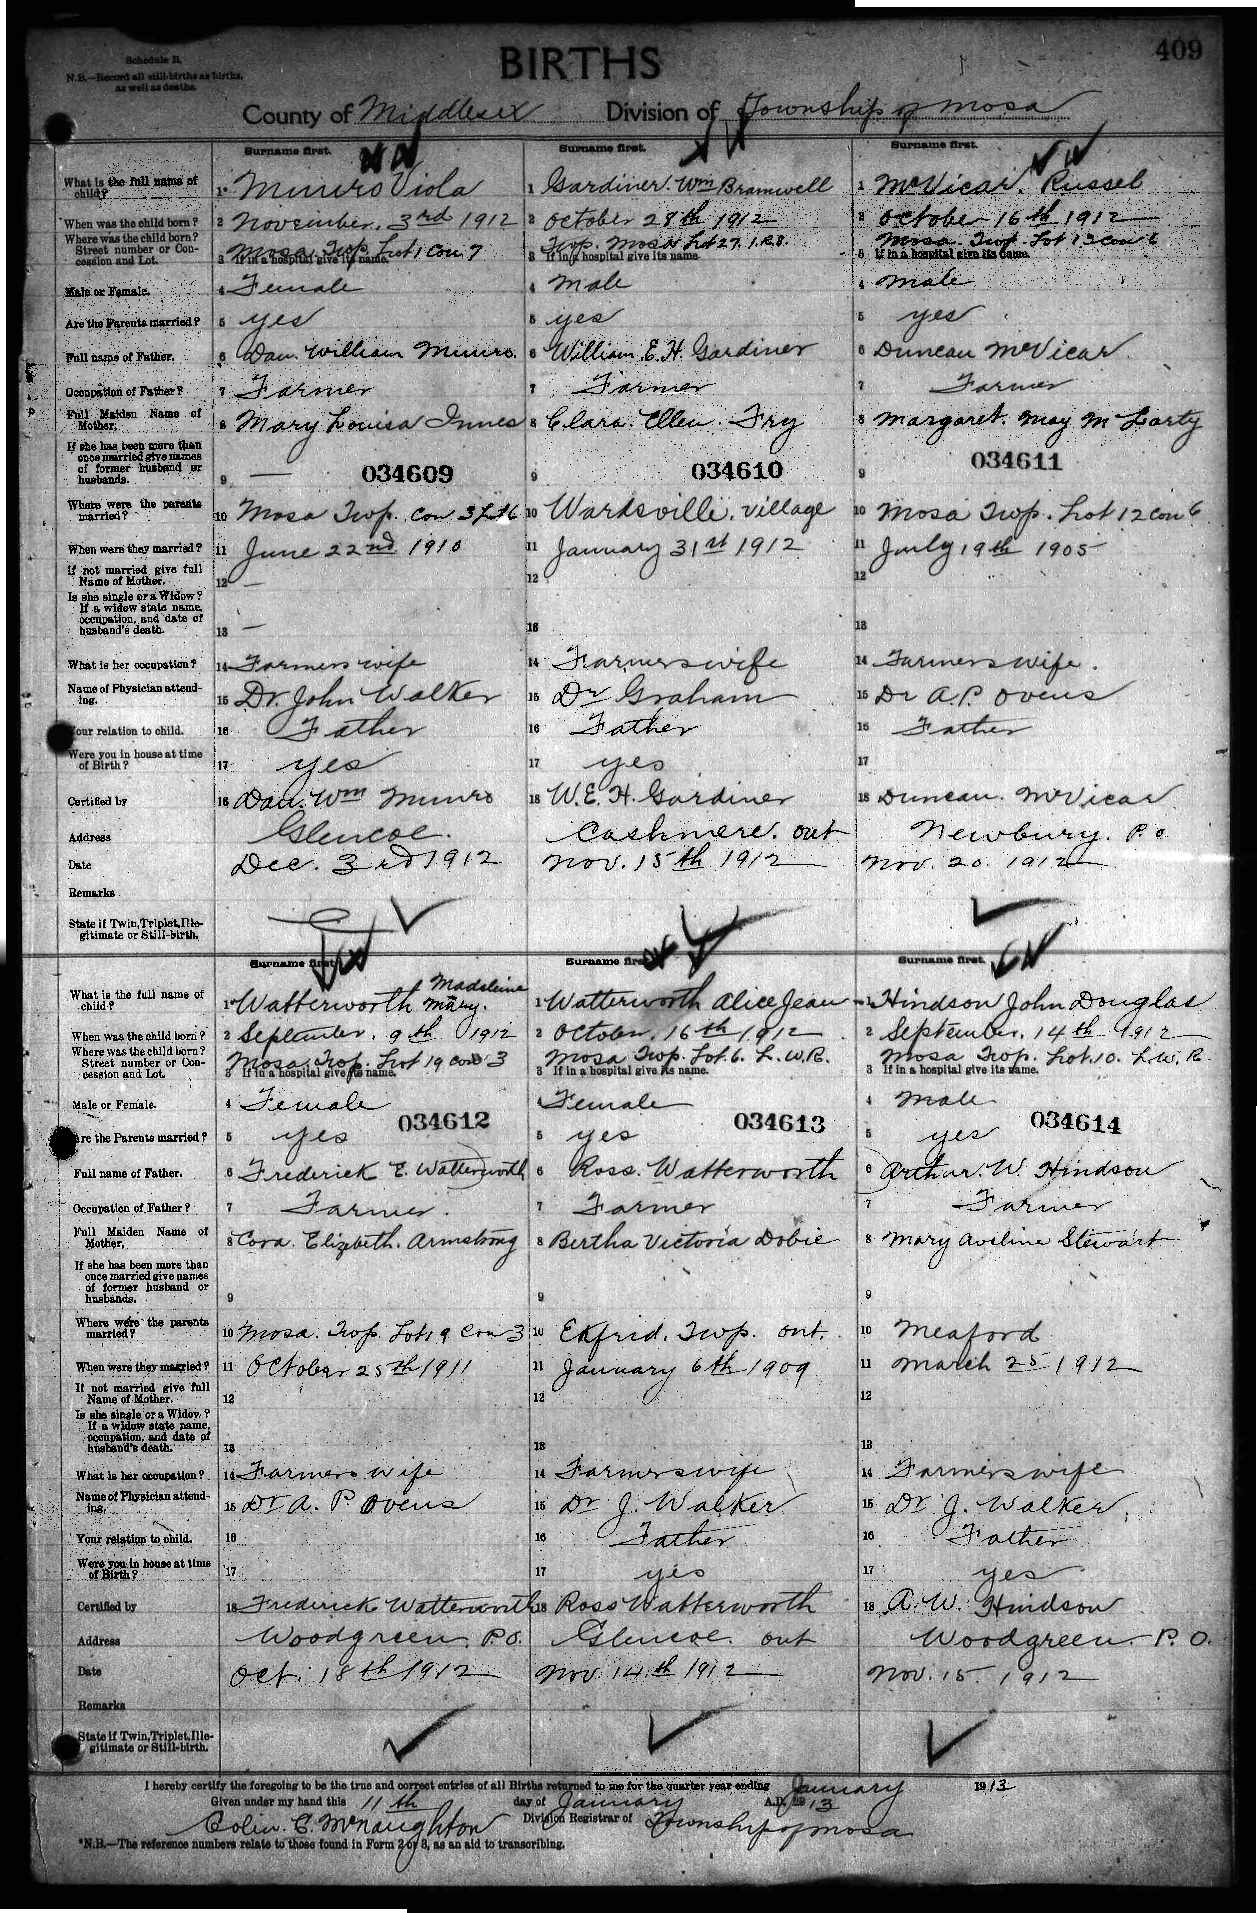 Schedule B.
N.B.—Record all still-births as births,
as well as deaths.
BIRTHS
409
County of Middlesex Division of Township of Mosa
Surname first. Surname first. Surname first.
What is the full name of child? 1 Munro Viola 1 Gardiner. Wm Bramwell 1 McVicar. Russel
When was the child born? 2 November. 3rd 1912 2 October 28th 1912 2 October 16th 1912
Where was the child born? Street number or Concession and Lot. 3 Mosa Twp. Lot 1 Con 7 3 Twp. Mosa Lot 27. I.R.S. 3 Mosa. Twp. Lot 13 Con 6
If in a hospital give its name. If in a hospital give its name. If in a hospital give its name.
Male or Female. 4 Female 4 Male 4 Male
Are the Parents married? 5 yes 5 yes 5 yes
Full name of Father. 6 Dan. William Munro. 6 William. E. H. Gardiner 6 Duncan McVicar
Occupation of Father? 7 Farmer 7 Farmer 7 Farmer
Full Maiden Name of Mother. 8 Mary Louisa Innes 8 Clara. Ellen. Fry 8 Margaret. May McLarty
If she has been more than once married give names of former husband or husbands. 9 — 034609 9 034610 9 034611
Where were the parents married? 10 Mosa Twp. Con 3 Lt 6 10 Wardsville. Village 10 Mosa Twp. Lot 12 Con 6
When were they married? 11 June 22nd 1910 11 January 31st 1912 11 July 19th 1905
If not married give full Name of Mother. 12 — 12 12
Is she single or a Widow? If a widow state name, occupation, and date of husband's death. 13 — 13 13
What is her occupation? 14 Farmers wife 14 Farmers wife 14 Farmers wife.
Name of Physician attending. 15 Dr. John Walker 15 Dr Graham 15 Dr A.P. Ovens
Your relation to child. 16 Father 16 Father 16 Father
Were you in house at time of Birth? 17 yes 17 yes 17
Certified by 18 Dan. Wm Munro 18 W. E. H. Gardiner 18 Duncan. McVicar
Address Glencoe. Cashmere. Ont Newbury. P.O
Date Dec. 3rd 1912 Nov. 15th 1912 Nov. 20. 1912
Remarks
State if Twin, Triplet, Illegitimate or Still-birth.
Surname first. Surname first. Surname first.
What is the full name of child? 1 Watterworth Madeleine Mary. 1 Watterworth Alice Jean 1 Hindson John Douglas
When was the child born? 2 September. 9th 1912 2 October. 16th 1912 2 September. 14th 1912
Where was the child born? Street number or Concession and Lot. 3 Mosa. Twp. Lot 19 Con 3 3 Mosa Twp. Lot. 6. L.W.R. 3 Mosa Twp. Lot. 10. L.W.R
If in a hospital give its name. If in a hospital give its name. If in a hospital give its name.
Male or Female. 4 Female 4 Female 4 Male
034612 034613 034614
Are the Parents married? 5 yes 5 yes 5 yes
Full name of Father. 6 Frederick E. Watterworth 6 Ross. Watterworth 6 Arthur. W. Hindson
Occupation of Father? 7 Farmer. 7 Farmer 7 Farmer
Full Maiden Name of Mother, 8 Cora. Elizabeth. Armstrong 8 Bertha Victoria Dobie 8 Mary Aveline Stewart
If she has been more than once married give names of former husband or husbands. 9 9 9
Where were the parents married? 10 Mosa. Twp. Lot 19 Con 3 10 Ekfrid. Twp. Ont. 10 Meaford
When were they married? 11 October 25th 1911 11 January 6th 1909 11 March 25 1912
If not married give full Name of Mother. 12 12 12
Is she single or a Widow? If a widow state name, occupation, and date of husband's death. 13 13 13
What is her occupation? 14 Farmers wife 14 Farmers wife 14 Farmers wife
Name of Physician attending. 15 Dr A. P. Ovens 15 Dr J. Walker 15 Dr J. Walker
Your relation to child. 16 16 Father 16 Father
Were you in house at time of Birth? 17 17 yes 17 yes
Certified by 18 Frederick Watterworth 18 Ross Watterworth 18 A. W. Hindson
Address Woodgreen. P.O. Glencoe. Ont Woodgreen. P.O.
Date Oct. 18th 1912 Nov. 14th 1912 Nov. 15. 1912
Remarks
State if Twin, Triplet, Illegitimate or Still-birth.
I hereby certify the foregoing to be the true and correct entries of all Births returned to me for the quarter year ending January 1913
Given under my hand this 11th day of January A.D. 1913
Colin. C. McNaughton Division Registrar of Township of Mosa
*N.B.—The reference numbers relate to those found in Form 2 of 3, as an aid to transcribing.